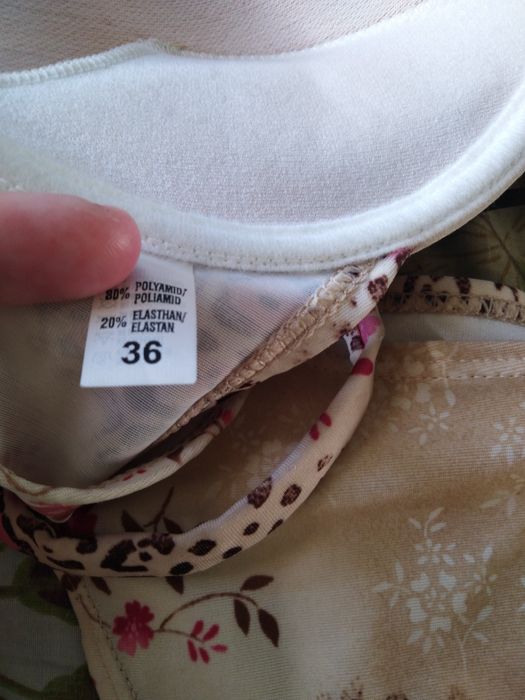 80% POLYAMID/
POLIAMID
20% ELASTHAN/
ELASTAN
36